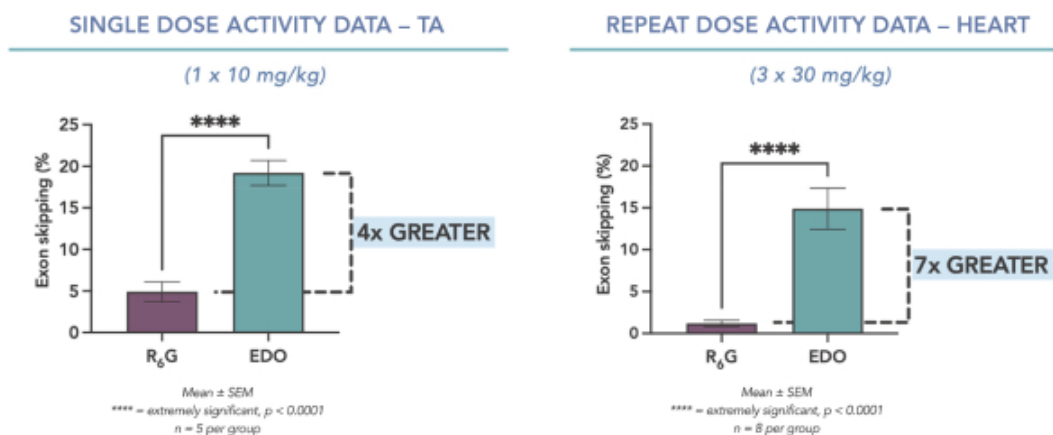 SINGLE DOSE ACTIVITY DATA – TA
(1 x 10 mg/kg)
Exon skipping (%
25
20
15
10
5
0
****
4x GREATER
R₆G
EDO
Mean ± SEM
**** = extremely significant, p < 0.0001
n = 5 per group
REPEAT DOSE ACTIVITY DATA – HEART
(3 x 30 mg/kg)
Exon skipping (%)
25
20
15
10
5
0
****
7x GREATER
R₆G
EDO
Mean ± SEM
**** = extremely significant, p < 0.0001
n = 8 per group